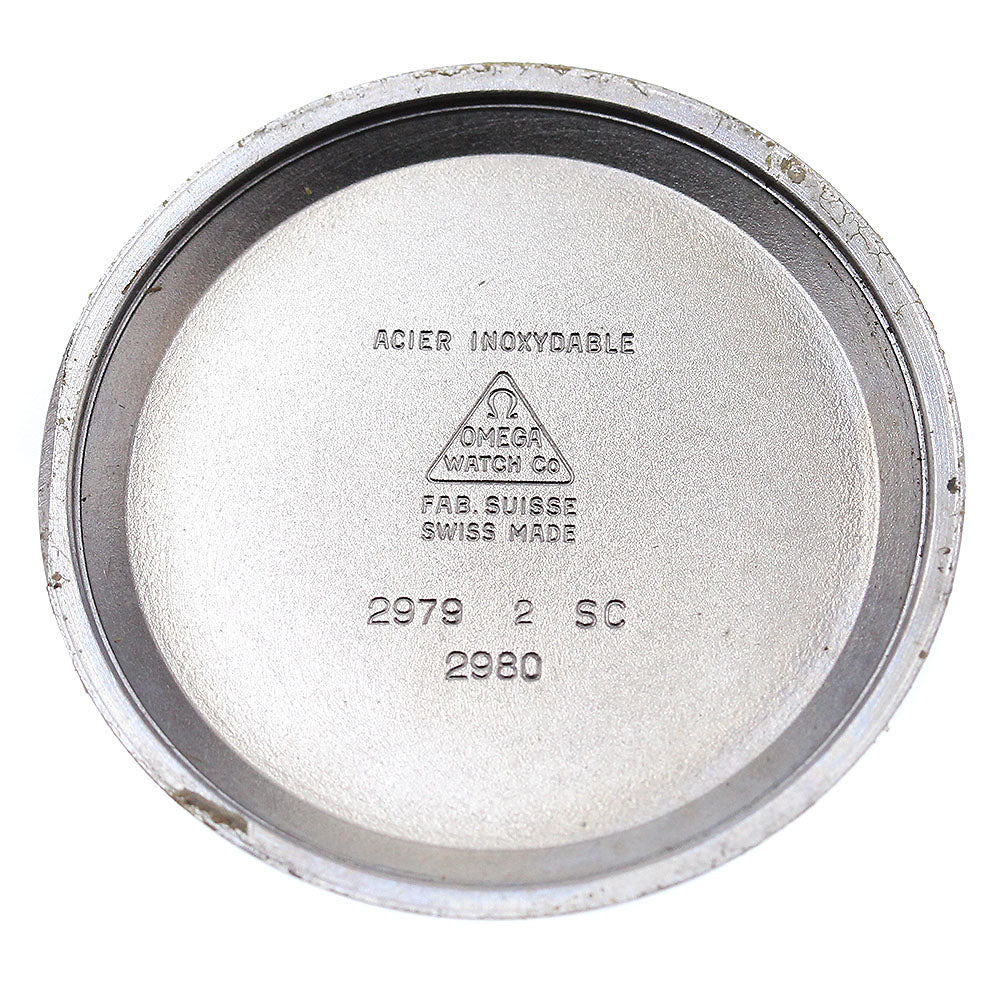 ACIER INOXYDABLE
Ω
OMEGA
WATCH Co
FAB. SUISSE
SWISS MADE
2979 2 SC
2980